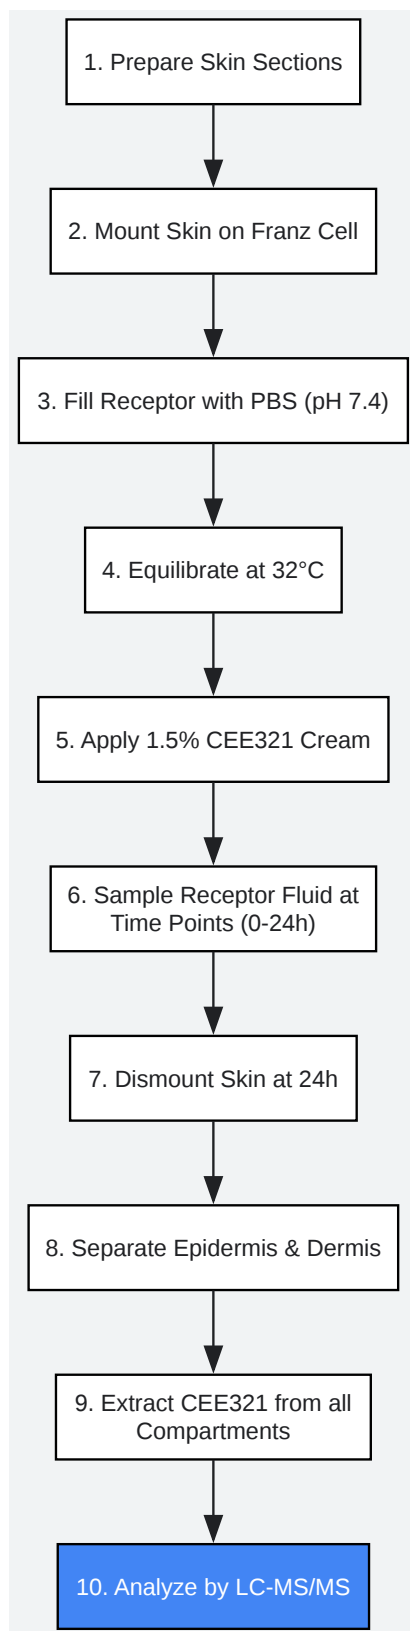 1. Prepare Skin Sections
2. Mount Skin on Franz Cell
3. Fill Receptor with PBS (pH 7.4)
4. Equilibrate at 32°C
5. Apply 1.5% CEE321 Cream
6. Sample Receptor Fluid at
Time Points (0-24h)
7. Dismount Skin at 24h
8. Separate Epidermis & Dermis
9. Extract CEE321 from all
Compartments
10. Analyze by LC-MS/MS